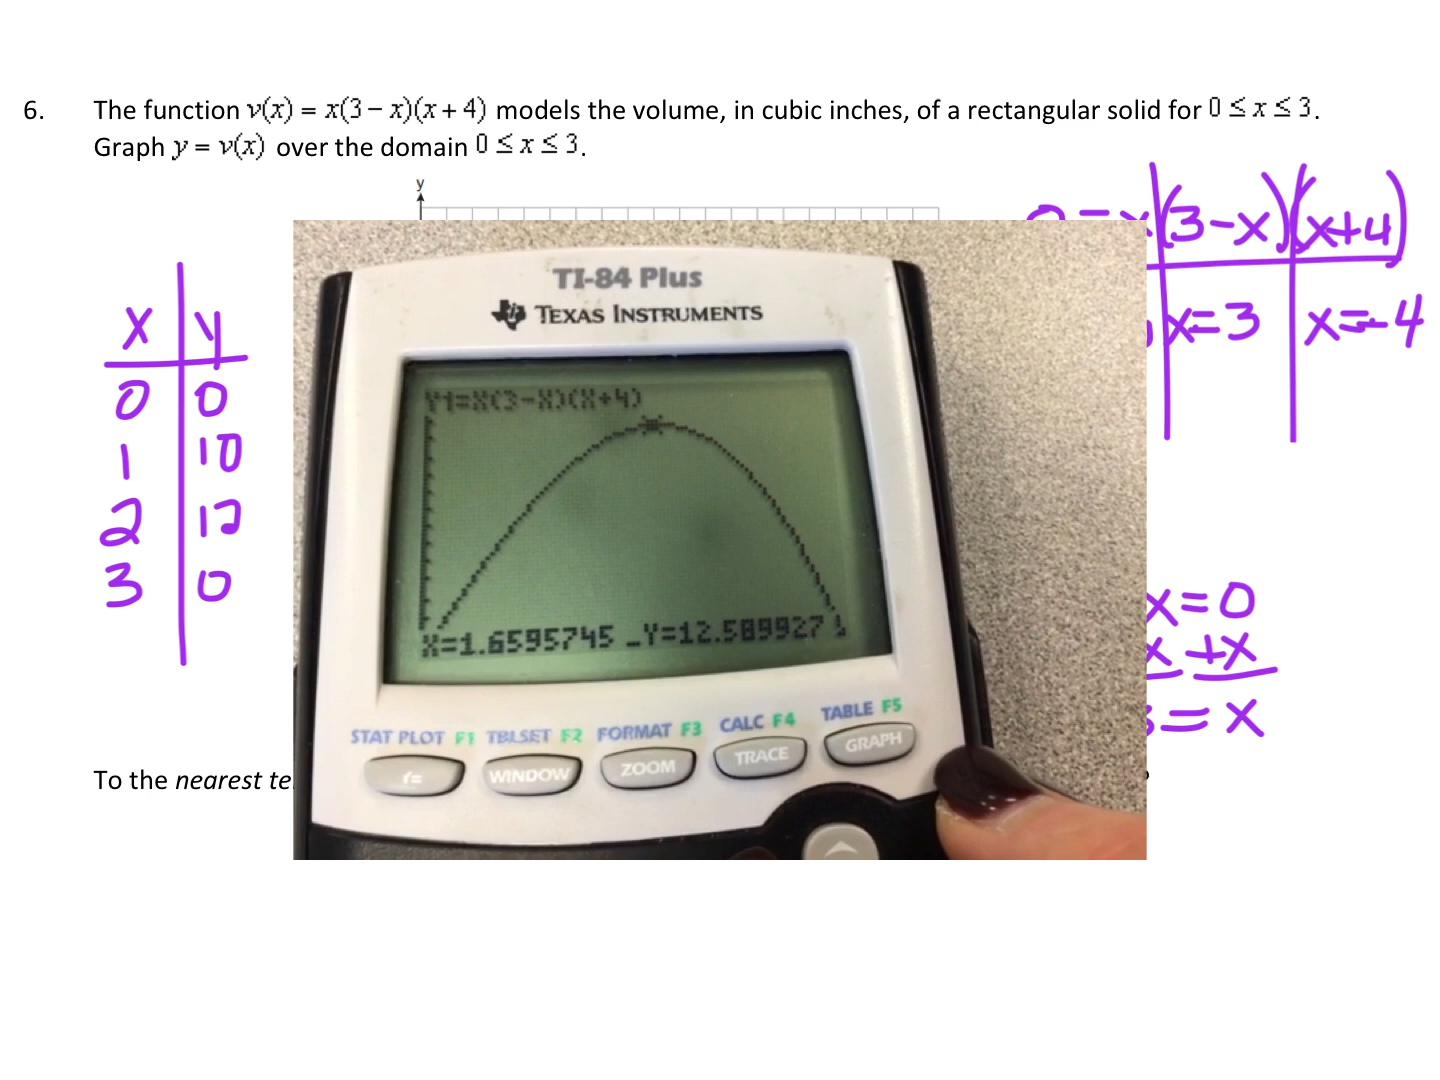 6. The function v(x) = x(3 − x)(x + 4) models the volume, in cubic inches, of a rectangular solid for 0 ≤ x ≤ 3.
Graph y = v(x) over the domain 0 ≤ x ≤ 3.
y
(3-x)(x+4)
x=3 x=-4
x y
0 0
1 10
2 12
3 0
TI-84 Plus
TEXAS INSTRUMENTS
Y1=X(3-X)(X+4)
X=1.6595745 Y=12.589927
STAT PLOT F1 TBLSET F2 FORMAT F3 CALC F4 TABLE F5
Y= WINDOW ZOOM TRACE GRAPH
x=0
x +x
= x
To the nearest